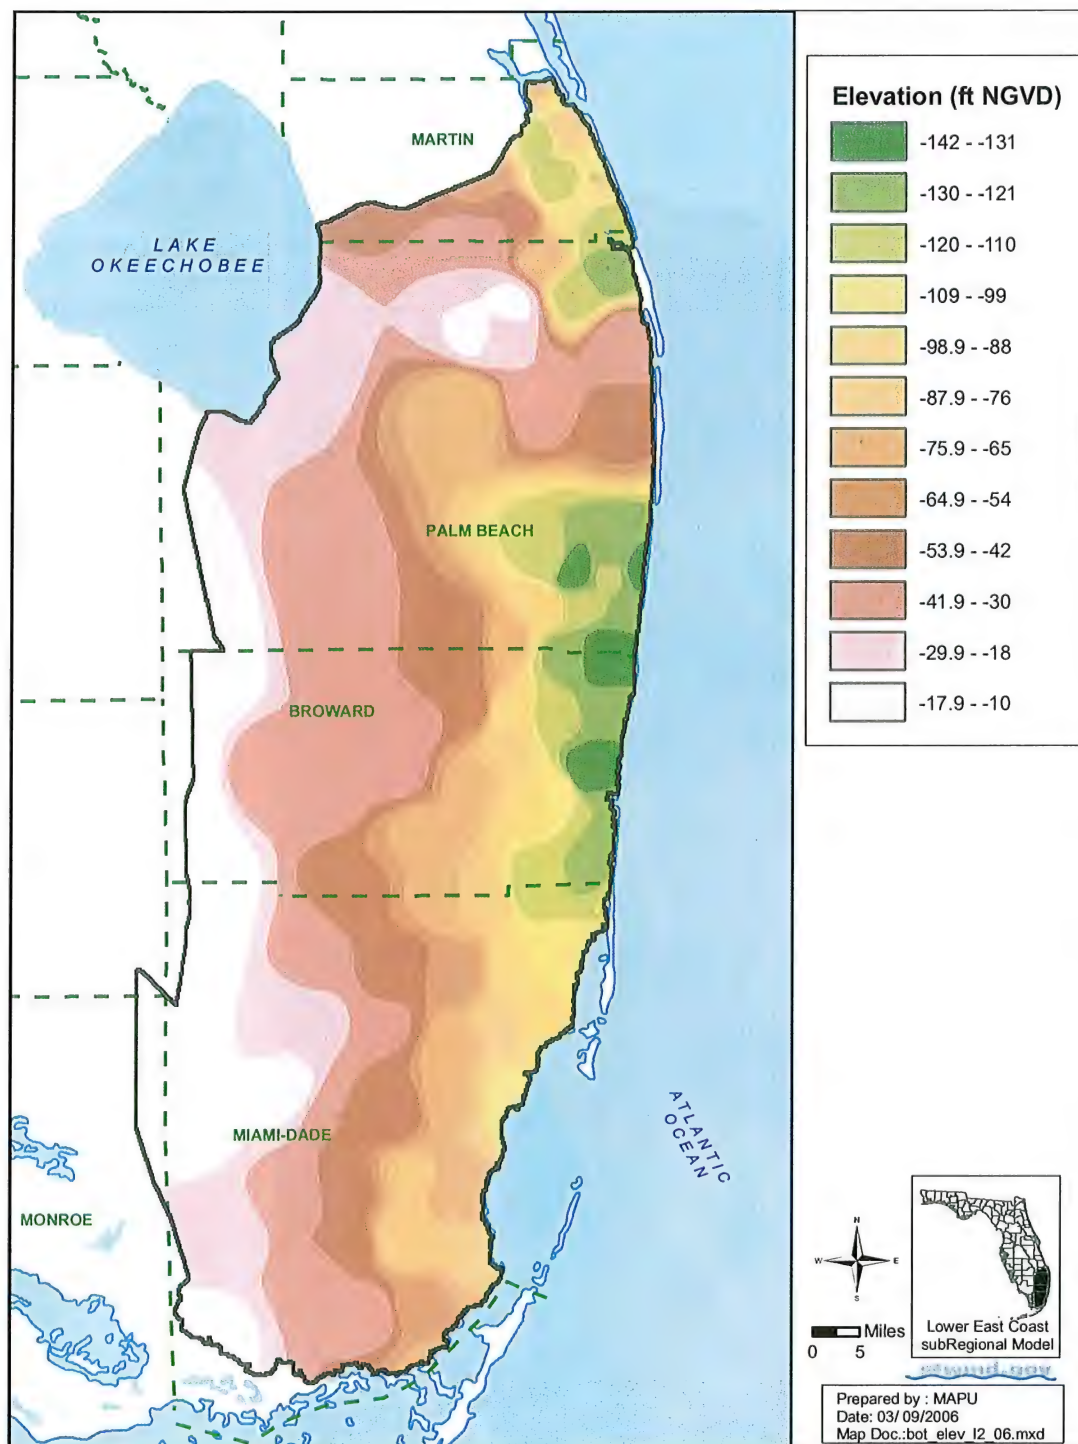 MARTIN
LAKE
OKEECHOBEE
PALM BEACH
BROWARD
MIAMI-DADE
MONROE
ATLANTIC
OCEAN
Elevation (ft NGVD)
-142 - -131
-130 - -121
-120 - -110
-109 - -99
-98.9 - -88
-87.9 - -76
-75.9 - -65
-64.9 - -54
-53.9 - -42
-41.9 - -30
-29.9 - -18
-17.9 - -10
N
W E
S
Miles
0 5
Lower East Coast
subRegional Model
sfwmd.gov
Prepared by : MAPU
Date: 03/ 09/2006
Map Doc.:bot_elev_l2_06.mxd